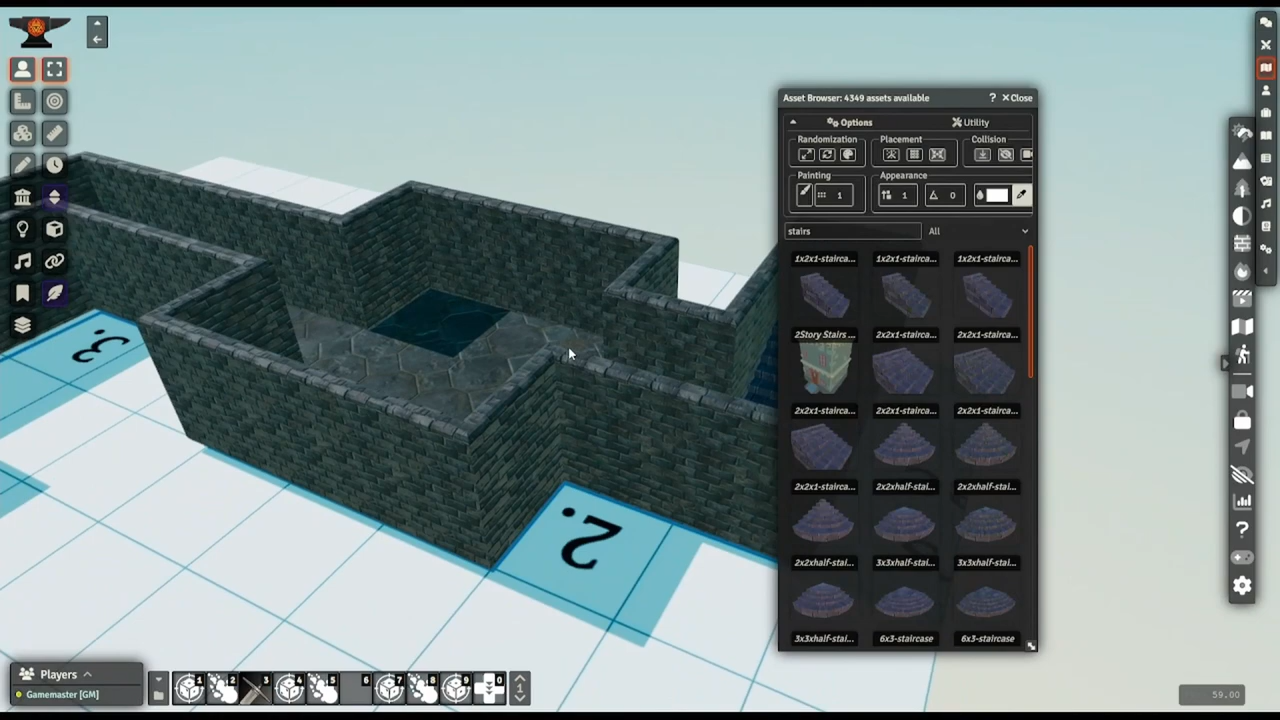 Asset Browser: 4349 assets available ? Close
Options Utility
Randomization Placement Collision
Painting Appearance
1 1 0
stairs All
1x2x1-stairca... 1x2x1-stairca... 1x2x1-stairca...
2Story Stairs ... 2x2x1-stairca... 2x2x1-stairca...
2x2x1-stairca... 2x2x1-stairca... 2x2x1-stairca...
2x2x1-stairca... 2x2xhalf-stai... 2x2xhalf-stai...
2x2xhalf-stai... 3x3xhalf-stai... 3x3xhalf-stai...
3x3xhalf-stai... 6x3-staircase 6x3-staircase
3.
2.
Players
Gamemaster [GM]
1 2 3 4 5 6 7 8 9 0
1
59.00